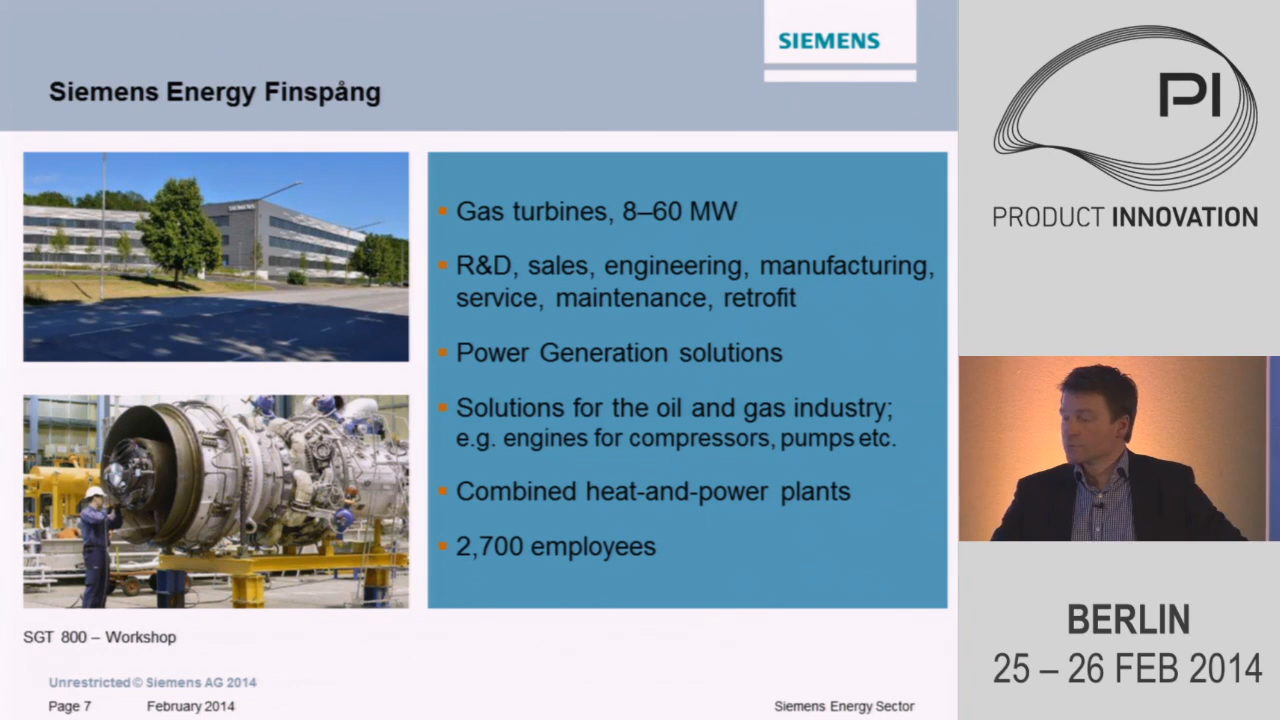 SIEMENS
Siemens Energy Finspång
SIEMENS
Gas turbines, 8–60 MW
R&D, sales, engineering, manufacturing,
service, maintenance, retrofit
Power Generation solutions
Solutions for the oil and gas industry;
e.g. engines for compressors, pumps etc.
Combined heat-and-power plants
2,700 employees
SGT 800 – Workshop
Unrestricted © Siemens AG 2014
Page 7 February 2014
Siemens Energy Sector
PI
PRODUCT INNOVATION
BERLIN
25 – 26 FEB 2014